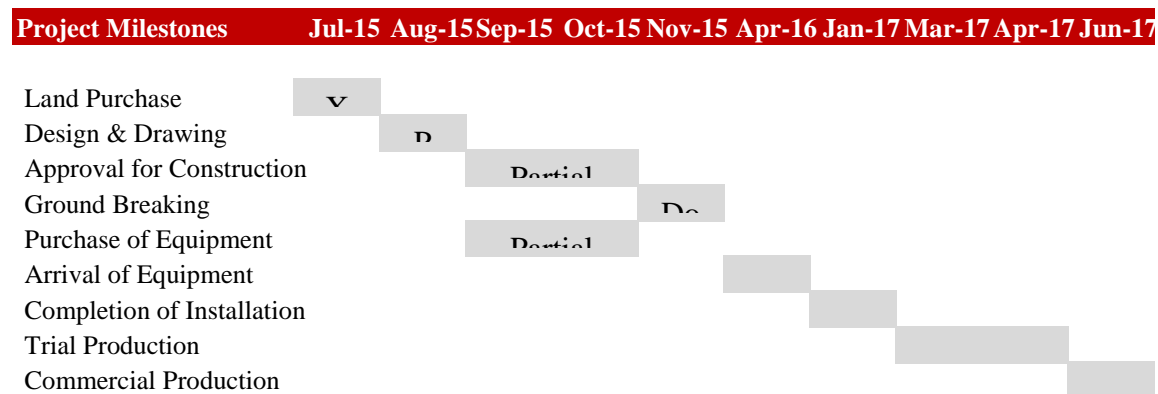 Project Milestones Jul-15 Aug-15 Sep-15 Oct-15 Nov-15 Apr-16 Jan-17 Mar-17 Apr-17 Jun-17
Land Purchase
Design & Drawing
Approval for Construction Partial
Ground Breaking
Purchase of Equipment Partial
Arrival of Equipment
Completion of Installation
Trial Production
Commercial Production